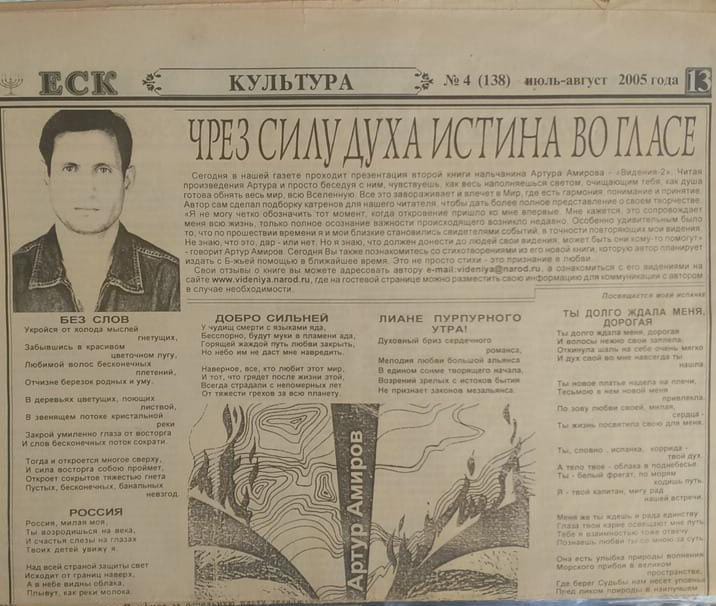 ЕСК
КУЛЬТУРА
№ 4 (138) июль-август 2005 года
13
ЧРЕЗ СИЛУ ДУХА ИСТИНА ВО ГЛАСЕ
Сегодня в нашей газете проходит презентация второй книги нальчанина Артура Амирова - «Видения-2». Читая
произведения Артура и просто беседуя с ним, чувствуешь, как весь наполняешься светом, очищающим тебя, как душа
готова обнять весь мир, всю Вселенную. Все это завораживает и влечет в Мир, где есть гармония, понимание и принятие.
Автор сам сделал подборку катренов для нашего читателя, чтобы дать более полное представление о своем творчестве.
«Я не могу четко обозначить тот момент, когда откровение пришло ко мне впервые. Мне кажется, это сопровождает
меня всю жизнь, только полное осознание важности происходящего возникло недавно. Особенно удивительным было
то, что по прошествии времени я и мои близкие становились свидетелями событий, в точности повторяющих мои видения.
Не знаю, что это, дар - или нет. Но я знаю, что должен донести до людей свои видения, может быть они кому-то помогут»
- говорит Артур Амиров. Сегодня Вы также познакомитесь со стихотворениями из его новой книги, которую автор планирует
издать с Б-жьей помощью в ближайшее время. Это не просто стихи - это признание в любви.
Свои отзывы о книге вы можете адресовать автору e-mail:videniya@narod.ru, а ознакомиться с его видениями на
сайте www.videniya.narod.ru, где на гостевой странице можно разместить свою информацию для коммуникации с автором
в случае необходимости.
БЕЗ СЛОВ
Укройся от холода мыслей
гнетущих,
Забывшись в красивом
цветочном лугу,
Любимой волос бесконечных
плетений,
Отчизне березок родных и уму.
В деревьях цветущих, поющих
листвой,
В звенящем потоке кристальной
реки
Закрой умиленно глаза от восторга
И слов бесконечных поток сократи.
Тогда и откроется многое сверху,
И сила восторга собою проймет,
Откроет сокрытое тяжестью гнета
Пустых, бесконечных, банальных
невзгод.
РОССИЯ
Россия, милая моя,
Ты возродишься на века,
И счастья слезы на глазах
Твоих детей увижу я.
Над всей страной защиты свет
Исходит от границ наверх,
А в небе видны облака,
Плывут, как реки молока.
ДОБРО СИЛЬНЕЙ
У чудищ смерти с языками яда,
Бесспорно, будут муки в пламени ада,
Горящей жаждой путь любви закрыть,
Но небо им не даст мне навредить.
Наверное, все, кто любит этот мир,
И тот, что грядет после жизни этой,
Всегда страдали с непомерных лет
От тяжести грехов за всю планету.
ЛИАНЕ ПУРПУРНОГО
УТРА!
Духовный бриз сердечного
романса,
Мелодия любви большой альянса
В едином сонме творящего начала,
Воззрений зрелых с истоков бытия
Не признает законов мезальянса.
Артур Амиров
Посвящается моей испанке
ТЫ ДОЛГО ЖДАЛА МЕНЯ,
ДОРОГАЯ
Ты долго ждала меня, дорогая
И волосы нежно свои заплела,
Откинула шаль на себе очень мягко
И дух свой во мне навсегда ты
нашла.
Ты новое платье надела на плечи,
Тесьмою в нем новой меня
привлекла.
По зову любви своей, милая,
сердца -
Ты жизнь посвятила свою для меня.
Ты, словно , испанка, коррида -
твой дух,
А тело твое - облака в поднебесье.
Ты - белый фрегат, по морям
ходишь путь,
Я - твой капитан, мигу рад
нашей встречи.
Меня же ты ждешь и рада единству
Глаза твои карие освещают мне путь
Тебе я взаимностью тоже отвечу
Познаешь любви ты со мною за суть
Она есть улыбка природы волнения
Морского прибоя в великом
пространстве,
Где берег Судьбы нам несет
Пред ликом природы в наилучшем